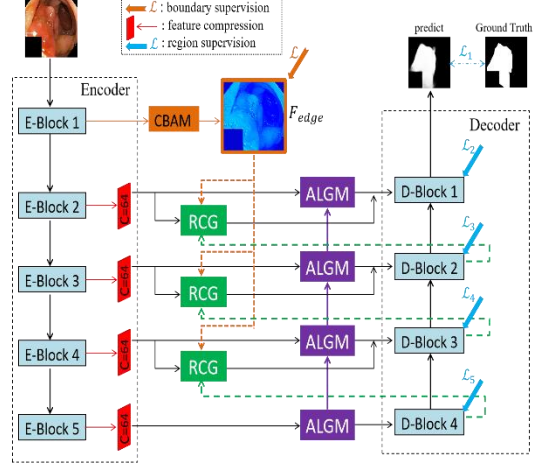 ℒ : boundary supervision
: feature compression
ℒ : region supervision
predict
Ground Truth
ℒ
ℒ1
Encoder
F_edge
Decoder
E-Block 1
CBAM
ℒ2
E-Block 2
C=64
ALGM
D-Block 1
RCG
ℒ3
E-Block 3
C=64
ALGM
D-Block 2
RCG
ℒ4
E-Block 4
C=64
ALGM
D-Block 3
RCG
ℒ5
E-Block 5
C=64
ALGM
D-Block 4